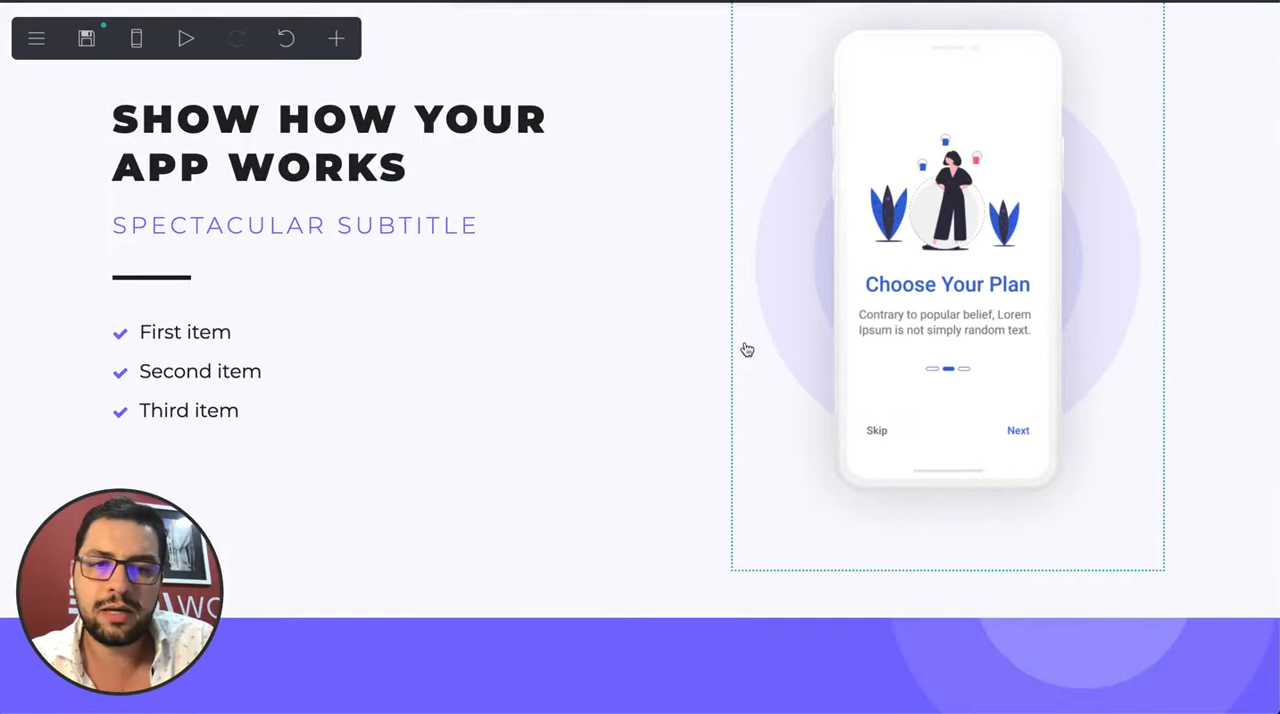 SHOW HOW YOUR
APP WORKS
SPECTACULAR SUBTITLE
First item
Second item
Third item
Choose Your Plan
Contrary to popular belief, Lorem
Ipsum is not simply random text.
Skip
Next